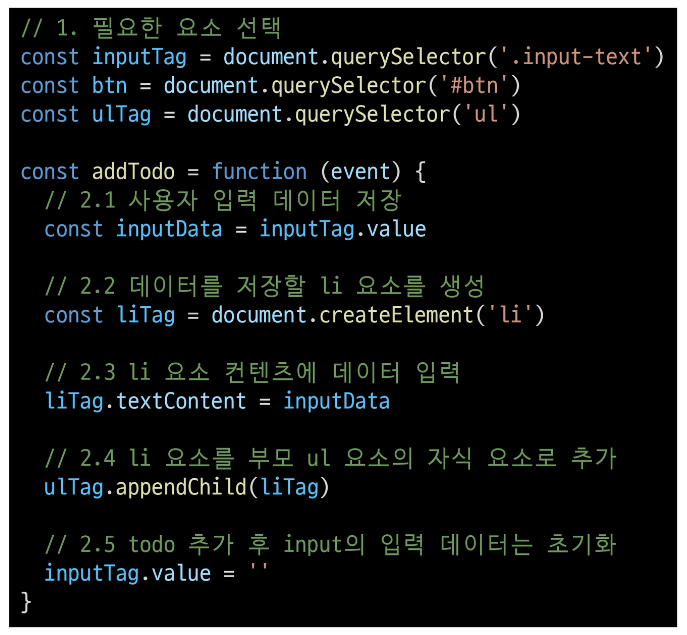 // 1. 필요한 요소 선택
const inputTag = document.querySelector('.input-text')
const btn = document.querySelector('#btn')
const ulTag = document.querySelector('ul')

const addTodo = function (event) {
  // 2.1 사용자 입력 데이터 저장
  const inputData = inputTag.value

  // 2.2 데이터를 저장할 li 요소를 생성
  const liTag = document.createElement('li')

  // 2.3 li 요소 컨텐츠에 데이터 입력
  liTag.textContent = inputData

  // 2.4 li 요소를 부모 ul 요소의 자식 요소로 추가
  ulTag.appendChild(liTag)

  // 2.5 todo 추가 후 input의 입력 데이터는 초기화
  inputTag.value = ''
}